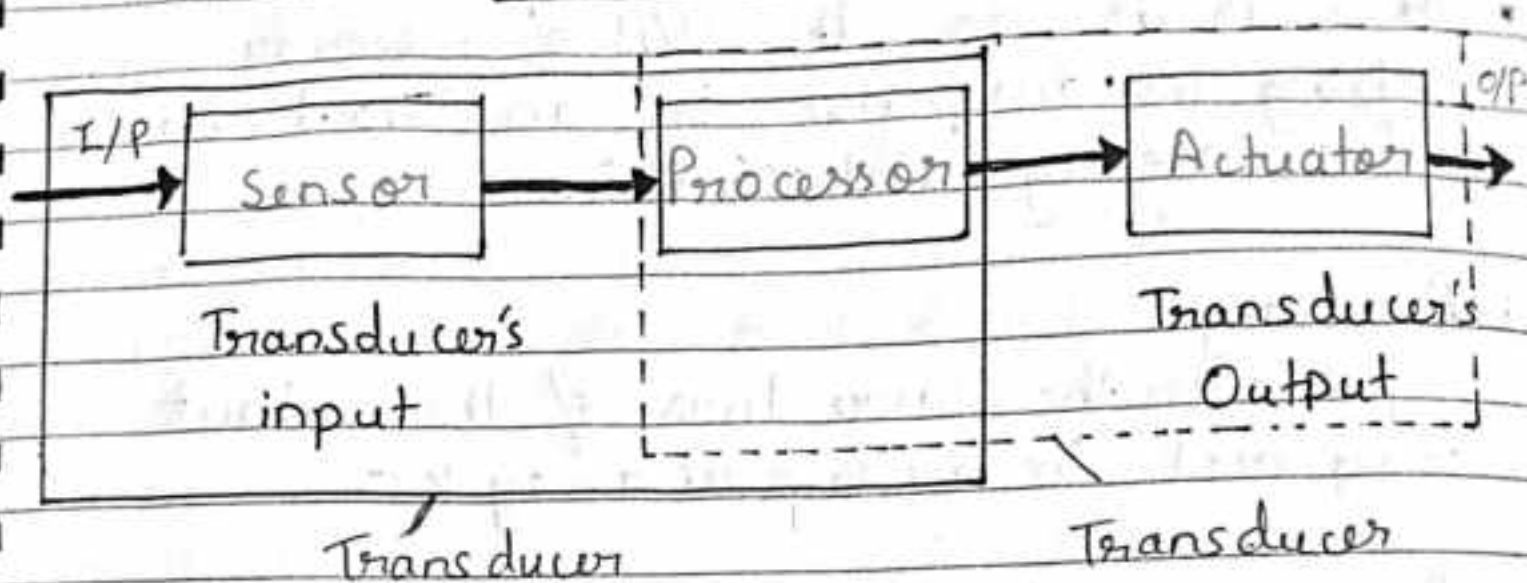 I/P
Sensor
Processor
Actuator
O/P
Transducer's
input
Transducer's
Output
Transducer
Transducer